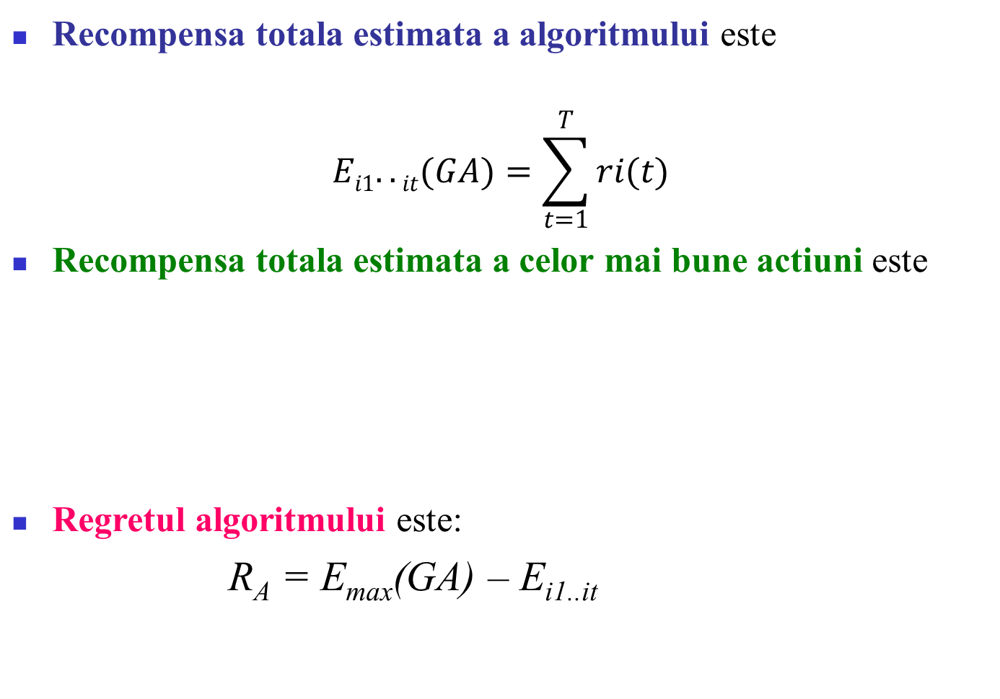 ▪ Recompensa totala estimata a algoritmului este
E_{i1}.._{it}(GA) = \sum_{t=1}^{T} ri(t)
▪ Recompensa totala estimata a celor mai bune actiuni este
▪ Regretul algoritmului este:
R_A = E_{max}(GA) – E_{i1..it}